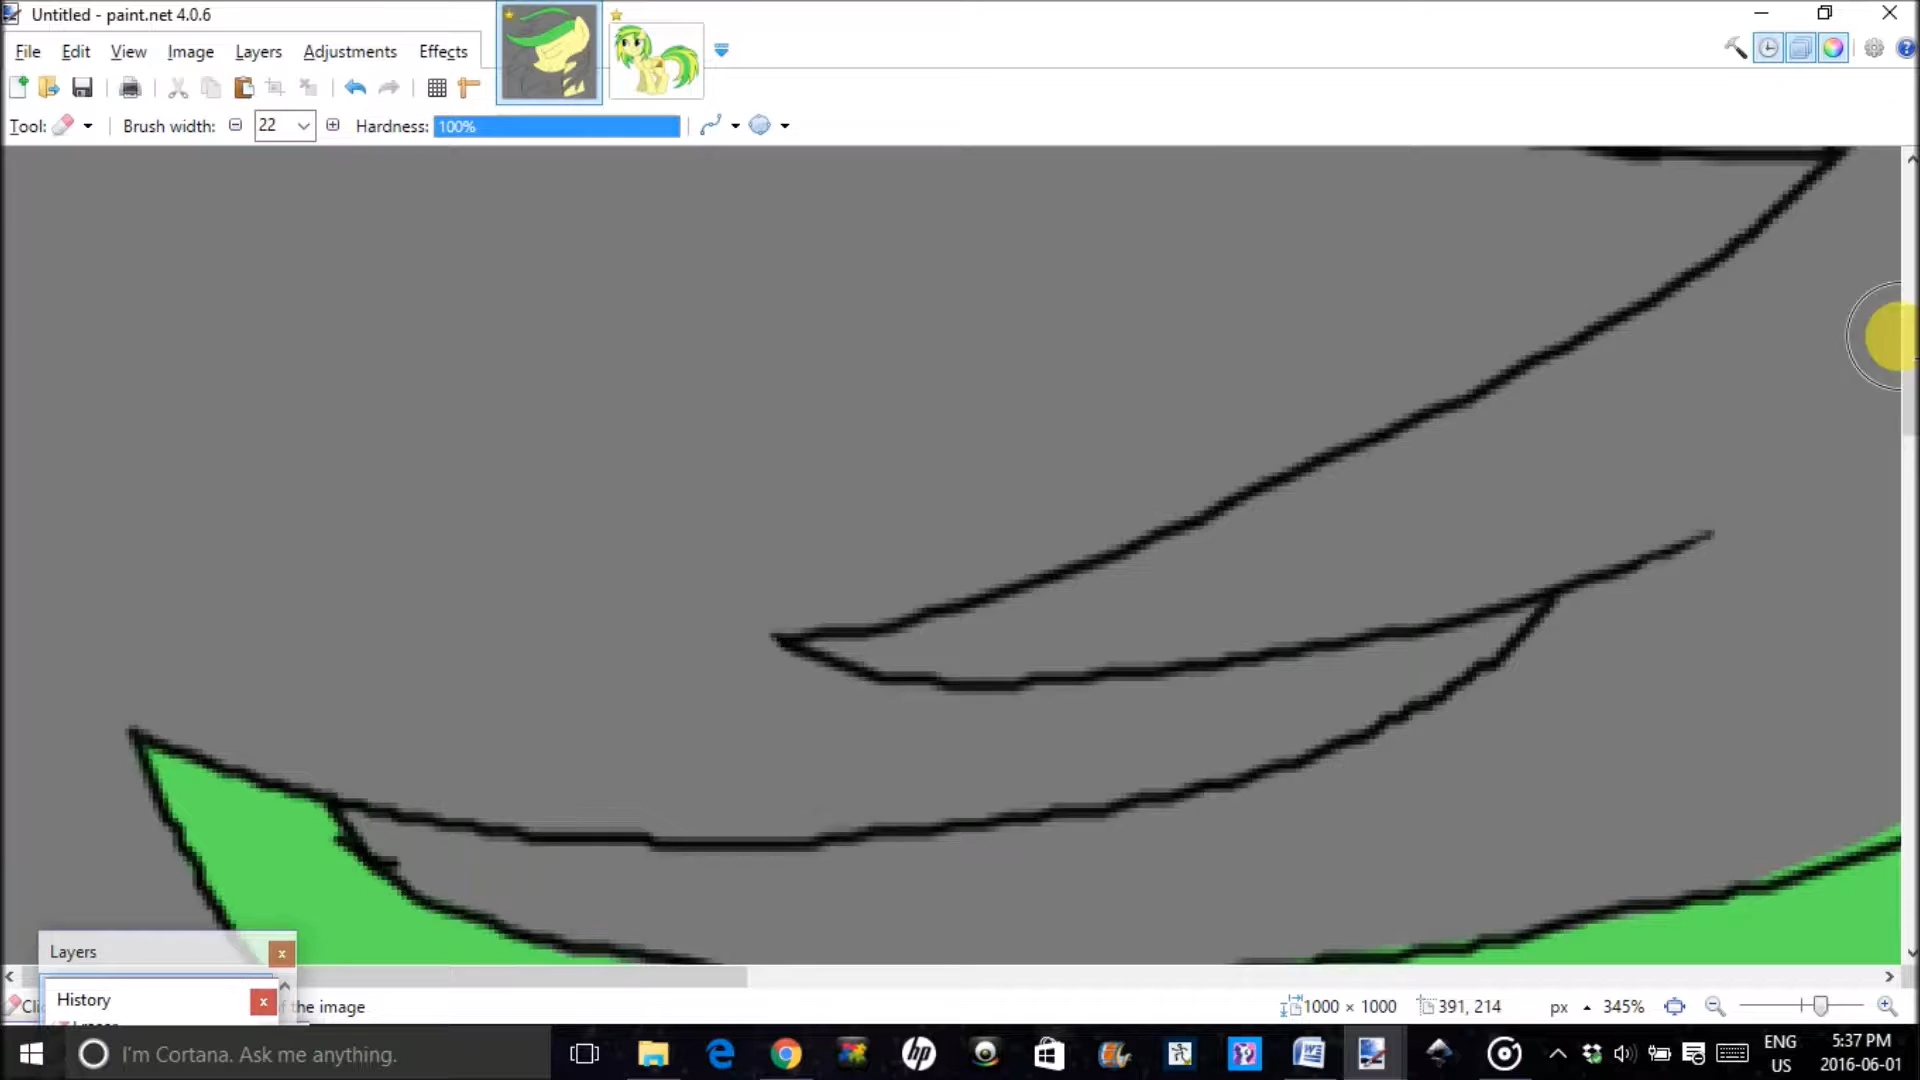 Untitled - paint.net 4.0.6
File Edit View Image Layers Adjustments Effects
Tool: Brush width: 22 Hardness: 100%
Layers
History
f the image
1000 × 1000 391, 214 px 345%
I'm Cortana. Ask me anything.
ENG 5:37 PM
US 2016-06-01